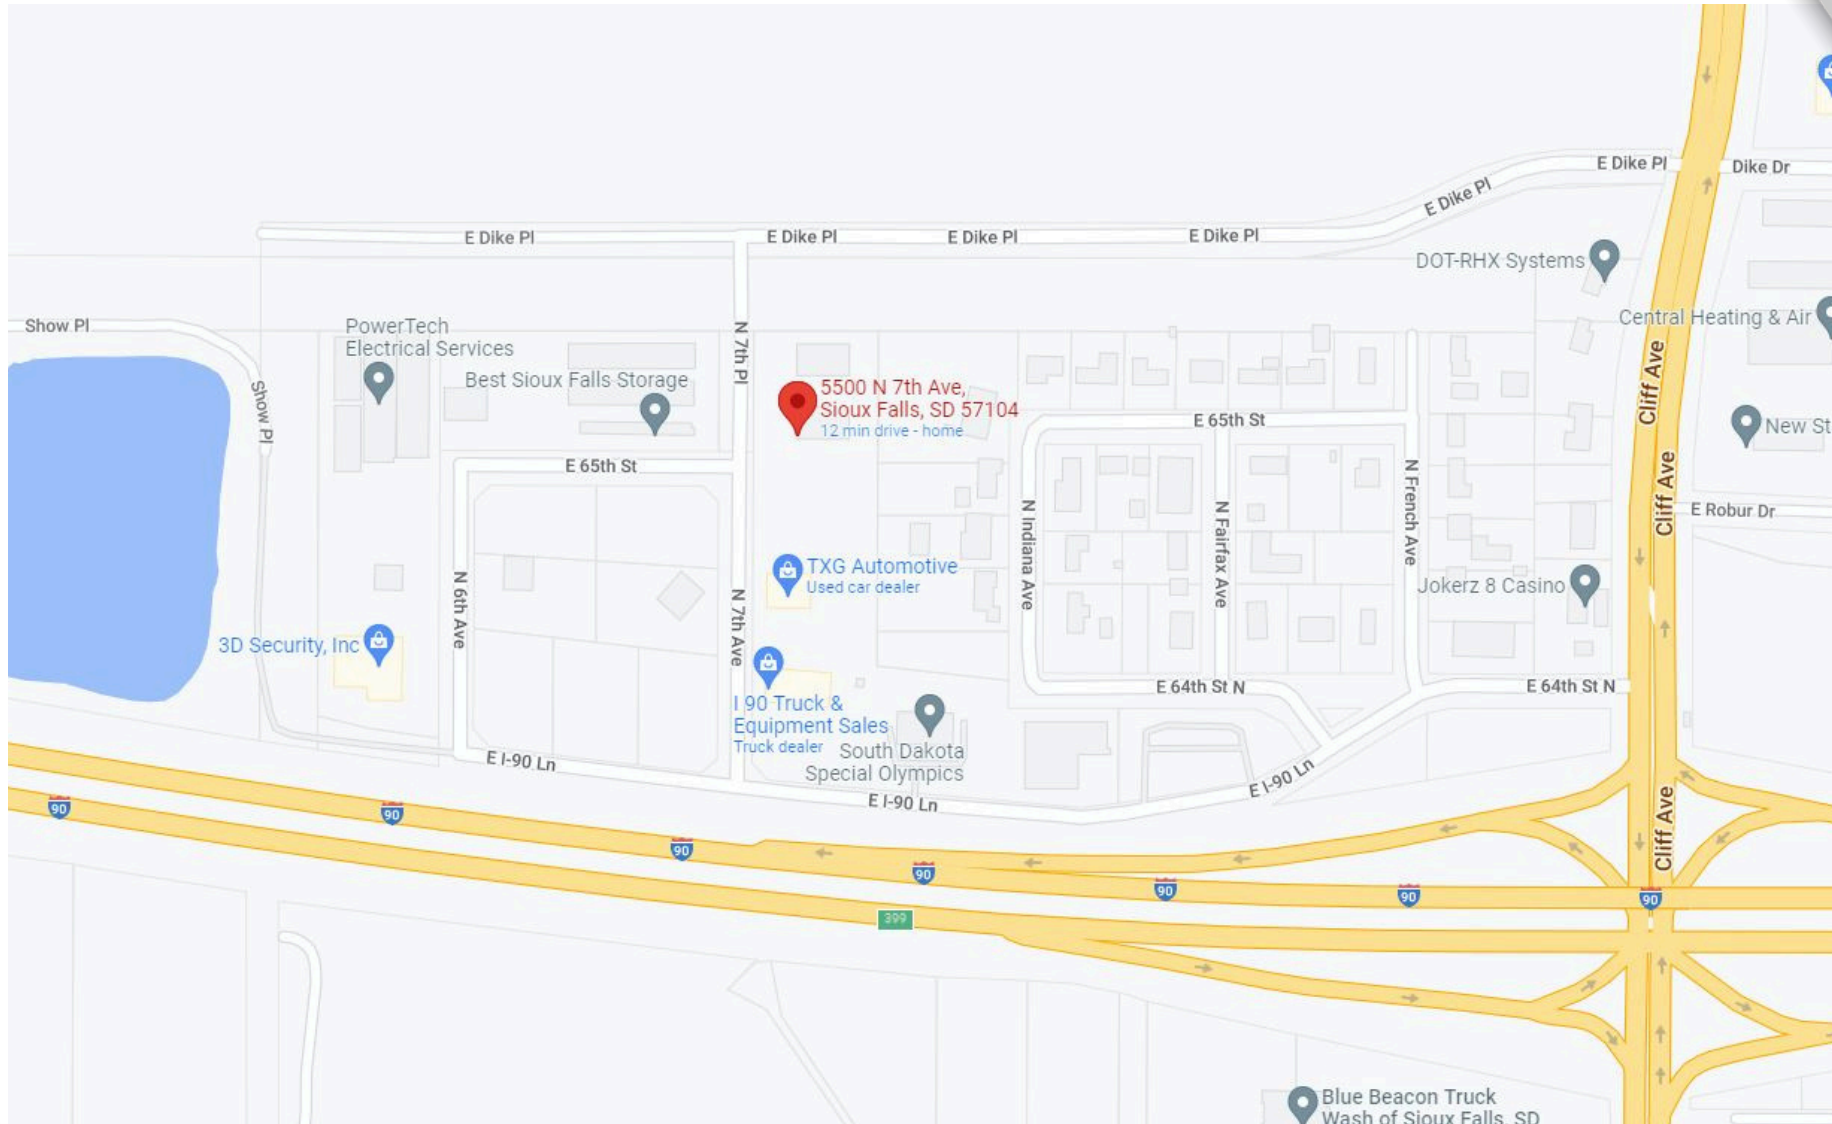 E Dike Pl
Dike Dr
E Dike Pl
E Dike Pl
E Dike Pl
E Dike Pl
E Dike Pl
DOT-RHX Systems
Central Heating & Air
Show Pl
PowerTech
Electrical Services
N 7th Pl
Best Sioux Falls Storage
5500 N 7th Ave,
Sioux Falls, SD 57104
12 min drive - home
Show Pl
Cliff Ave
E 65th St
New St
E 65th St
Cliff Ave
N French Ave
E Robur Dr
N Indiana Ave
N Fairfax Ave
TXG Automotive
Used car dealer
Jokerz 8 Casino
N 6th Ave
N 7th Ave
3D Security, Inc
E 64th St N
E 64th St N
I 90 Truck &
Equipment Sales
Truck dealer
South Dakota
Special Olympics
E I-90 Ln
E I-90 Ln
E I-90 Ln
Cliff Ave
90
90
90
90
90
90
90
399
Blue Beacon Truck
Wash of Sioux Falls, SD